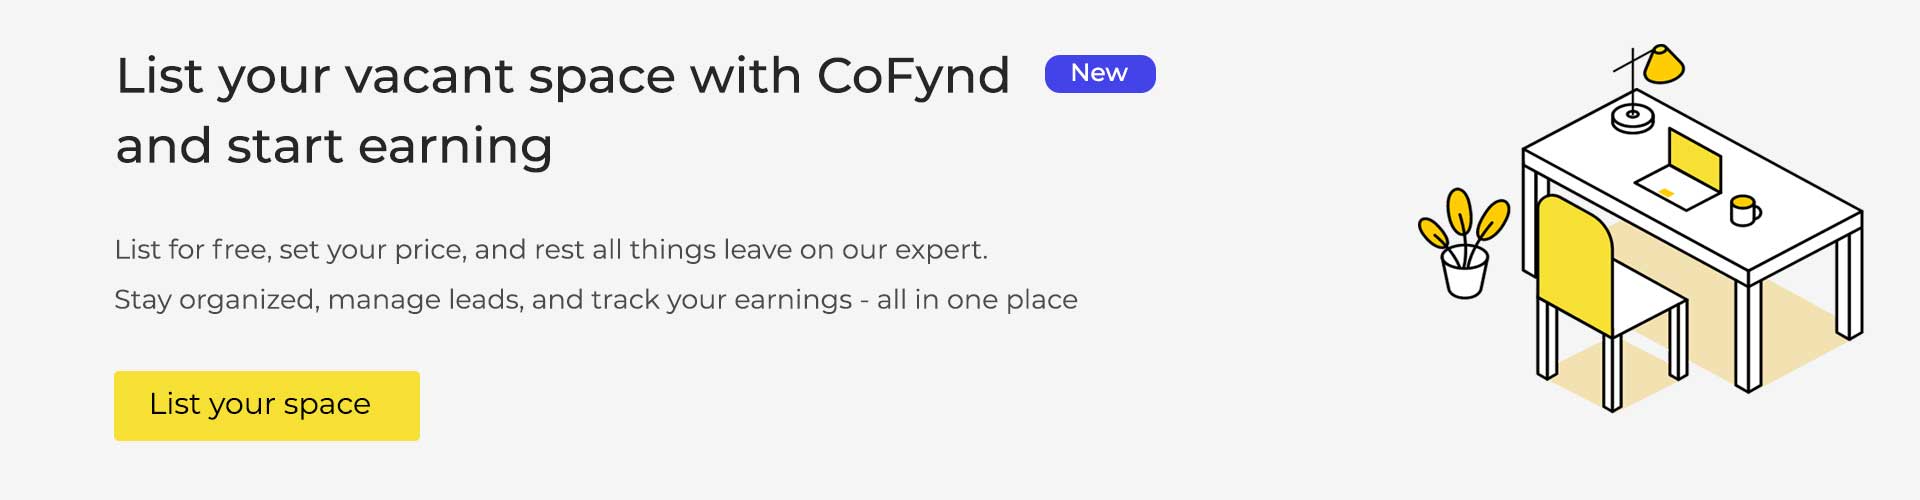 List your vacant space with CoFynd New
and start earning
List for free, set your price, and rest all things leave on our expert.
Stay organized, manage leads, and track your earnings - all in one place
List your space